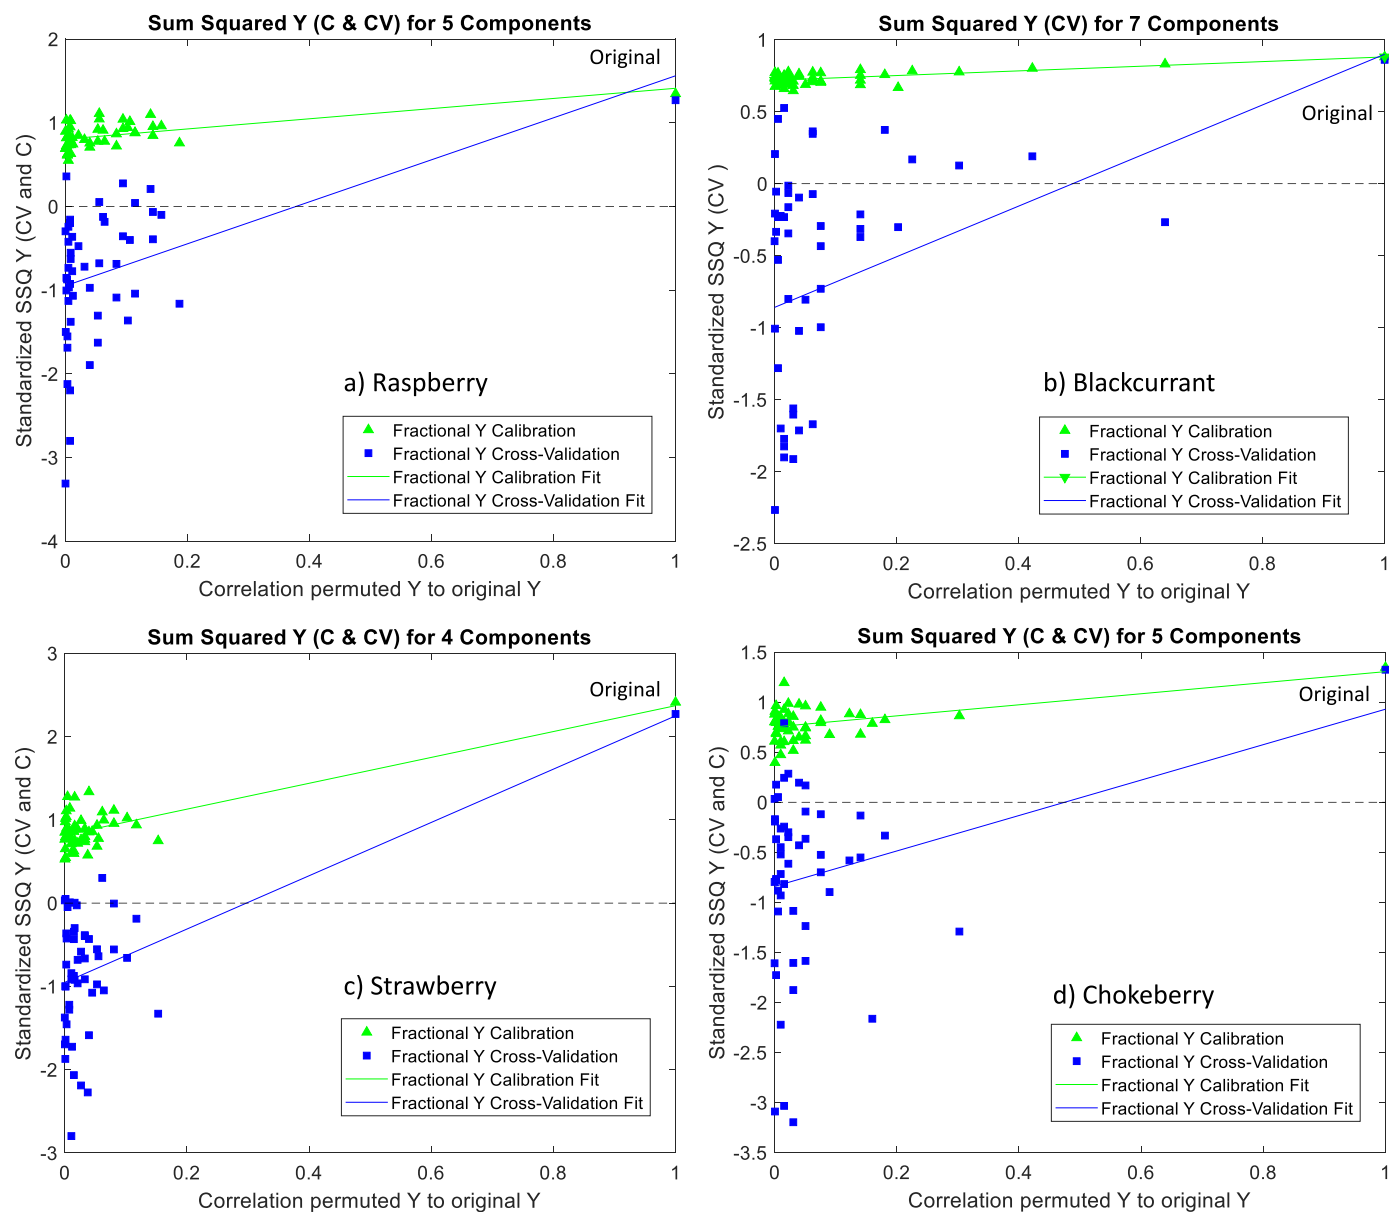 Sum Squared Y (C & CV) for 5 Components
Standardized SSQ Y (CV and C)
2
1
0
-1
-2
-3
-4
Original
a) Raspberry
Fractional Y Calibration
Fractional Y Cross-Validation
Fractional Y Calibration Fit
Fractional Y Cross-Validation Fit
0 0.2 0.4 0.6 0.8 1
Correlation permuted Y to original Y
Sum Squared Y (CV) for 7 Components
Standardized SSQ Y (CV )
1
0.5
0
-0.5
-1
-1.5
-2
-2.5
Original
b) Blackcurrant
Fractional Y Calibration
Fractional Y Cross-Validation
Fractional Y Calibration Fit
Fractional Y Cross-Validation Fit
0 0.2 0.4 0.6 0.8 1
Correlation permuted Y to original Y
Sum Squared Y (C & CV) for 4 Components
Standardized SSQ Y (CV and C)
3
2
1
0
-1
-2
-3
Original
c) Strawberry
Fractional Y Calibration
Fractional Y Cross-Validation
Fractional Y Calibration Fit
Fractional Y Cross-Validation Fit
0 0.2 0.4 0.6 0.8 1
Correlation permuted Y to original Y
Sum Squared Y (C & CV) for 5 Components
Standardized SSQ Y (CV and C)
1.5
1
0.5
0
-0.5
-1
-1.5
-2
-2.5
-3
-3.5
Original
d) Chokeberry
Fractional Y Calibration
Fractional Y Cross-Validation
Fractional Y Calibration Fit
Fractional Y Cross-Validation Fit
0 0.2 0.4 0.6 0.8 1
Correlation permuted Y to original Y